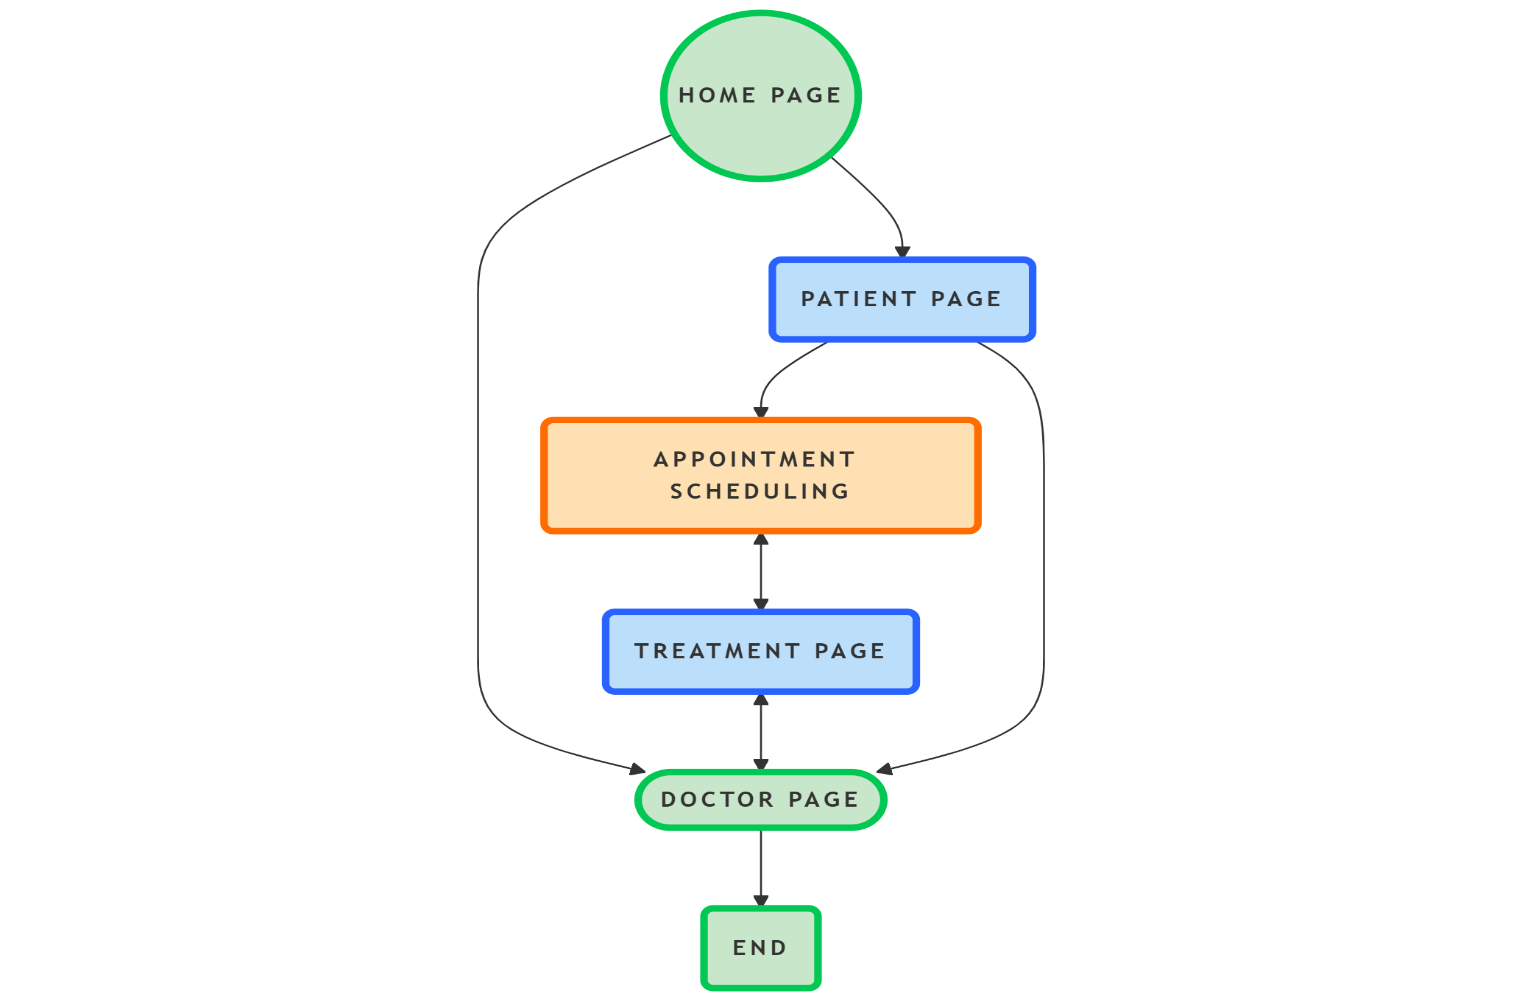 HOME PAGE
PATIENT PAGE
APPOINTMENT
SCHEDULING
TREATMENT PAGE
DOCTOR PAGE
END